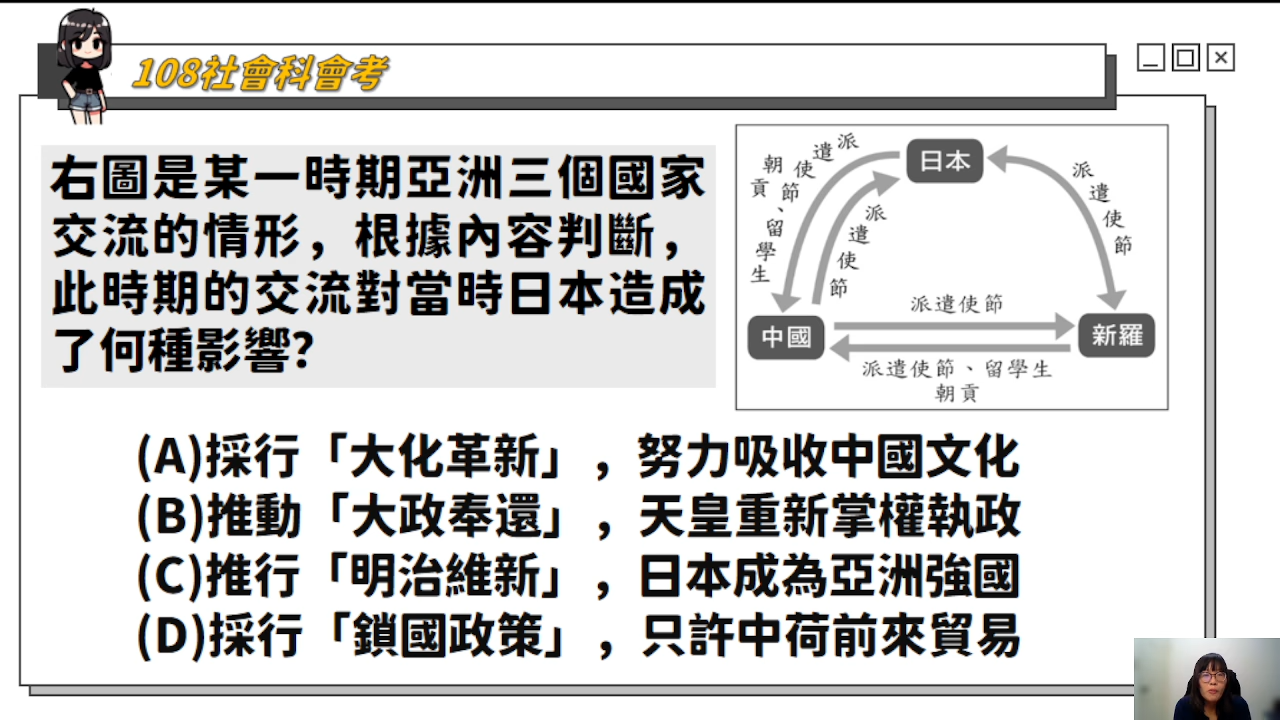 108社會科會考
右圖是某一時期亞洲三個國家
交流的情形，根據內容判斷，
此時期的交流對當時日本造成
了何種影響?
日本
派遣使節、留學生
朝貢
派遣使節
派遣使節
中國
派遣使節
新羅
派遣使節、留學生
朝貢
(A)採行「大化革新」，努力吸收中國文化
(B)推動「大政奉還」，天皇重新掌權執政
(C)推行「明治維新」，日本成為亞洲強國
(D)採行「鎖國政策」，只許中荷前來貿易